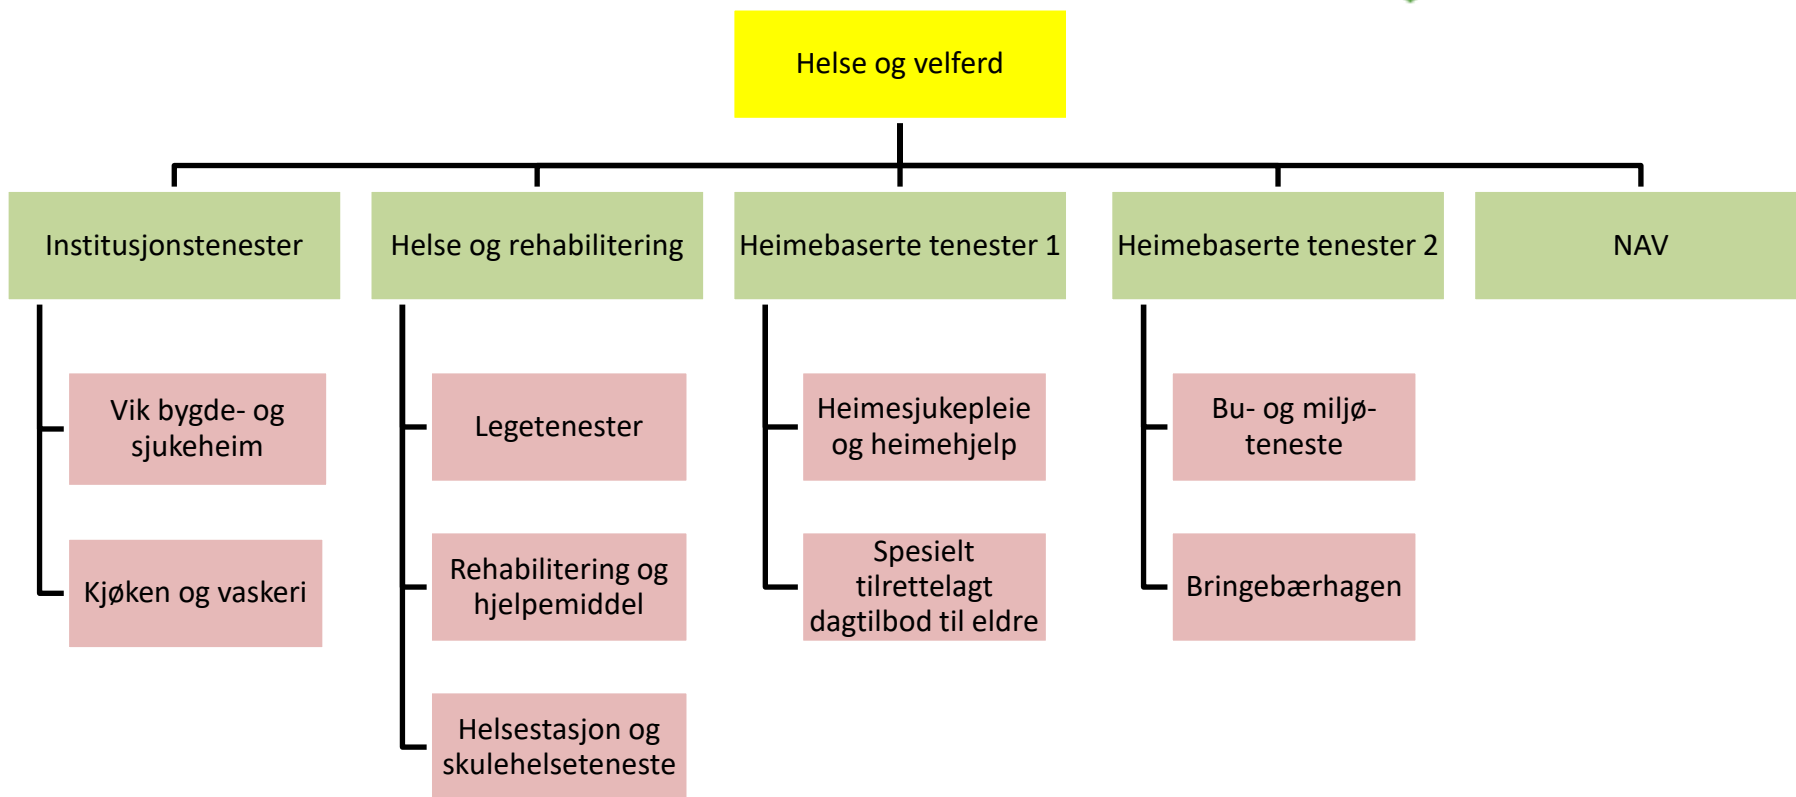 Helse og velferd
Institusjonstenester
Helse og rehabilitering
Heimebaserte tenester 1
Heimebaserte tenester 2
NAV
Vik bygde- og
sjukeheim
Kjøken og vaskeri
Legetenester
Rehabilitering og
hjelpemiddel
Helsestasjon og
skulehelseteneste
Heimesjukepleie
og heimehjelp
Spesielt
tilrettelagt
dagtilbod til eldre
Bu- og miljø-
teneste
Bringebærhagen